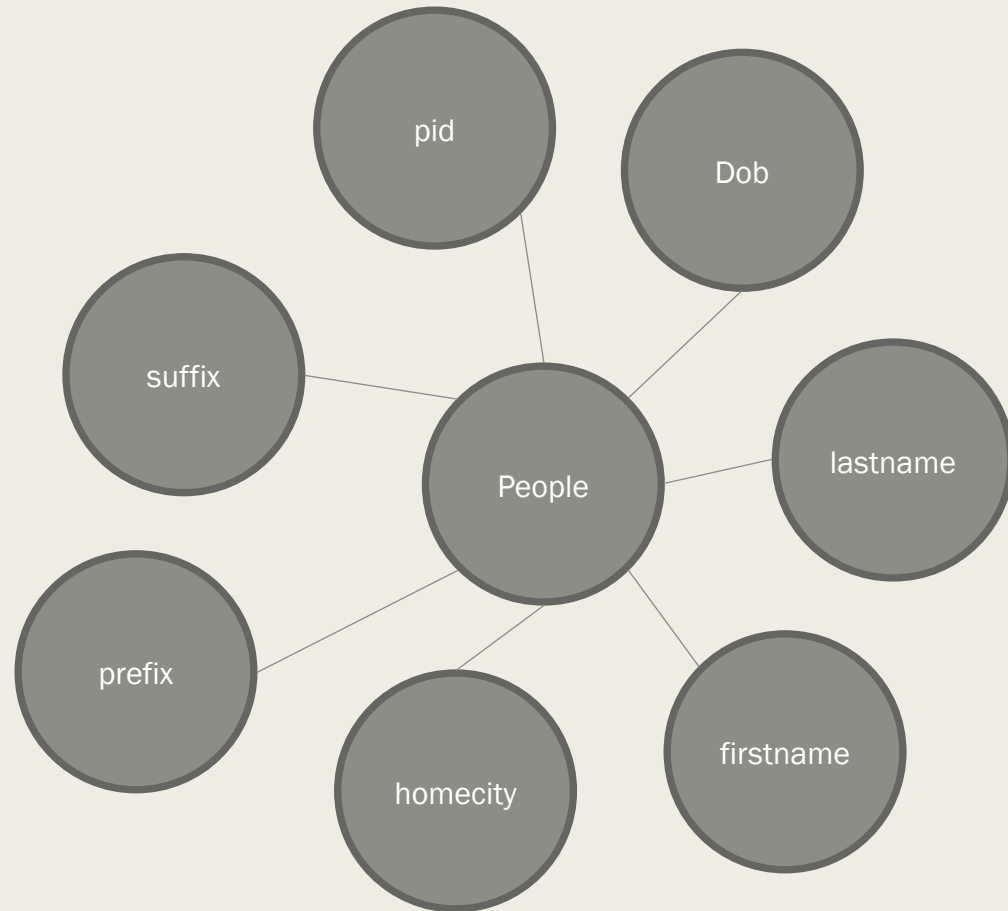 pid
Dob
suffix
lastname
People
prefix
firstname
homecity